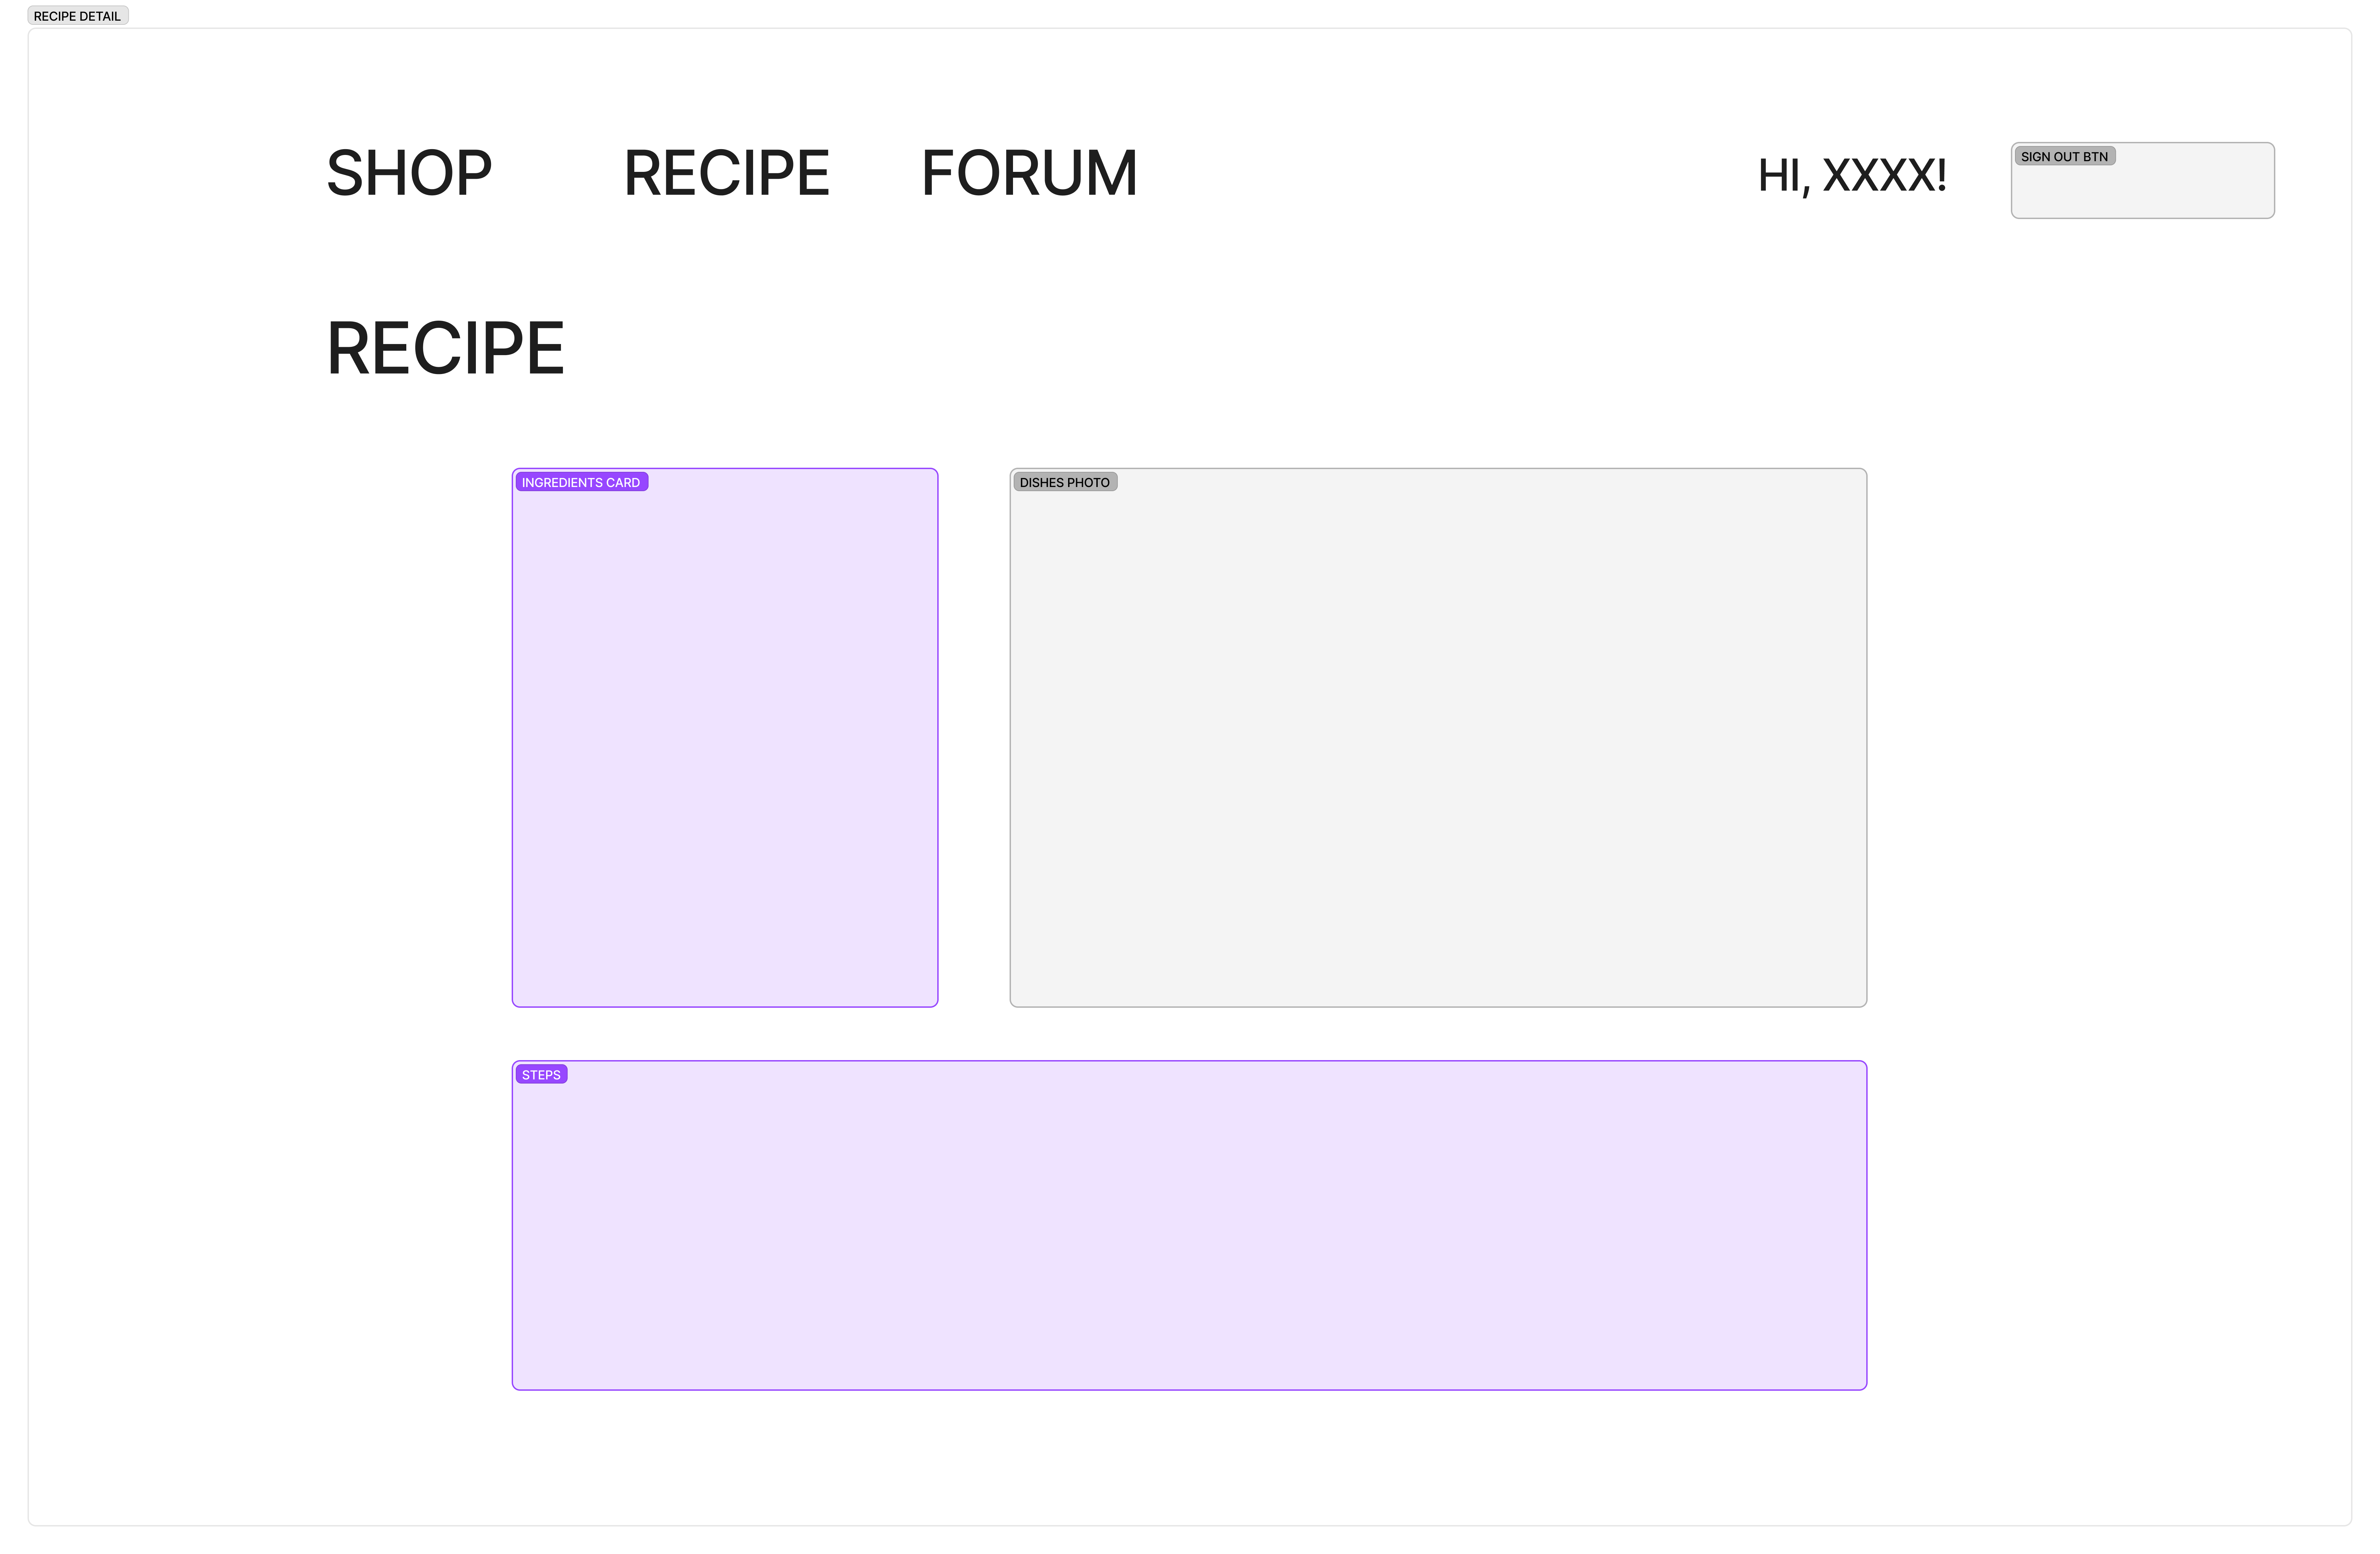 RECIPE DETAIL
SHOP RECIPE FORUM HI, XXXX! SIGN OUT BTN
RECIPE
INGREDIENTS CARD DISHES PHOTO
STEPS